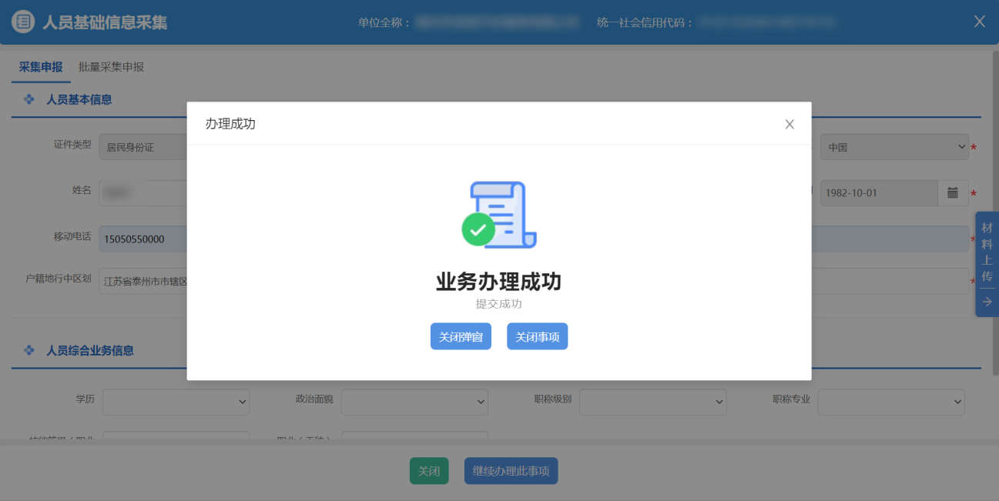 人员基础信息采集
单位全称：
统一社会信用代码：
采集申报 批量采集申报
人员基本信息
办理成功
证件类型 居民身份证
中国
*
姓名
1982-10-01
*
移动电话 15050550000
*
户籍地行中区划 江苏省泰州市市辖区
*
材料上传
业务办理成功
提交成功
关闭弹窗 关闭事项
人员综合业务信息
学历 政治面貌 职称级别 职称专业
关闭 继续办理此事项